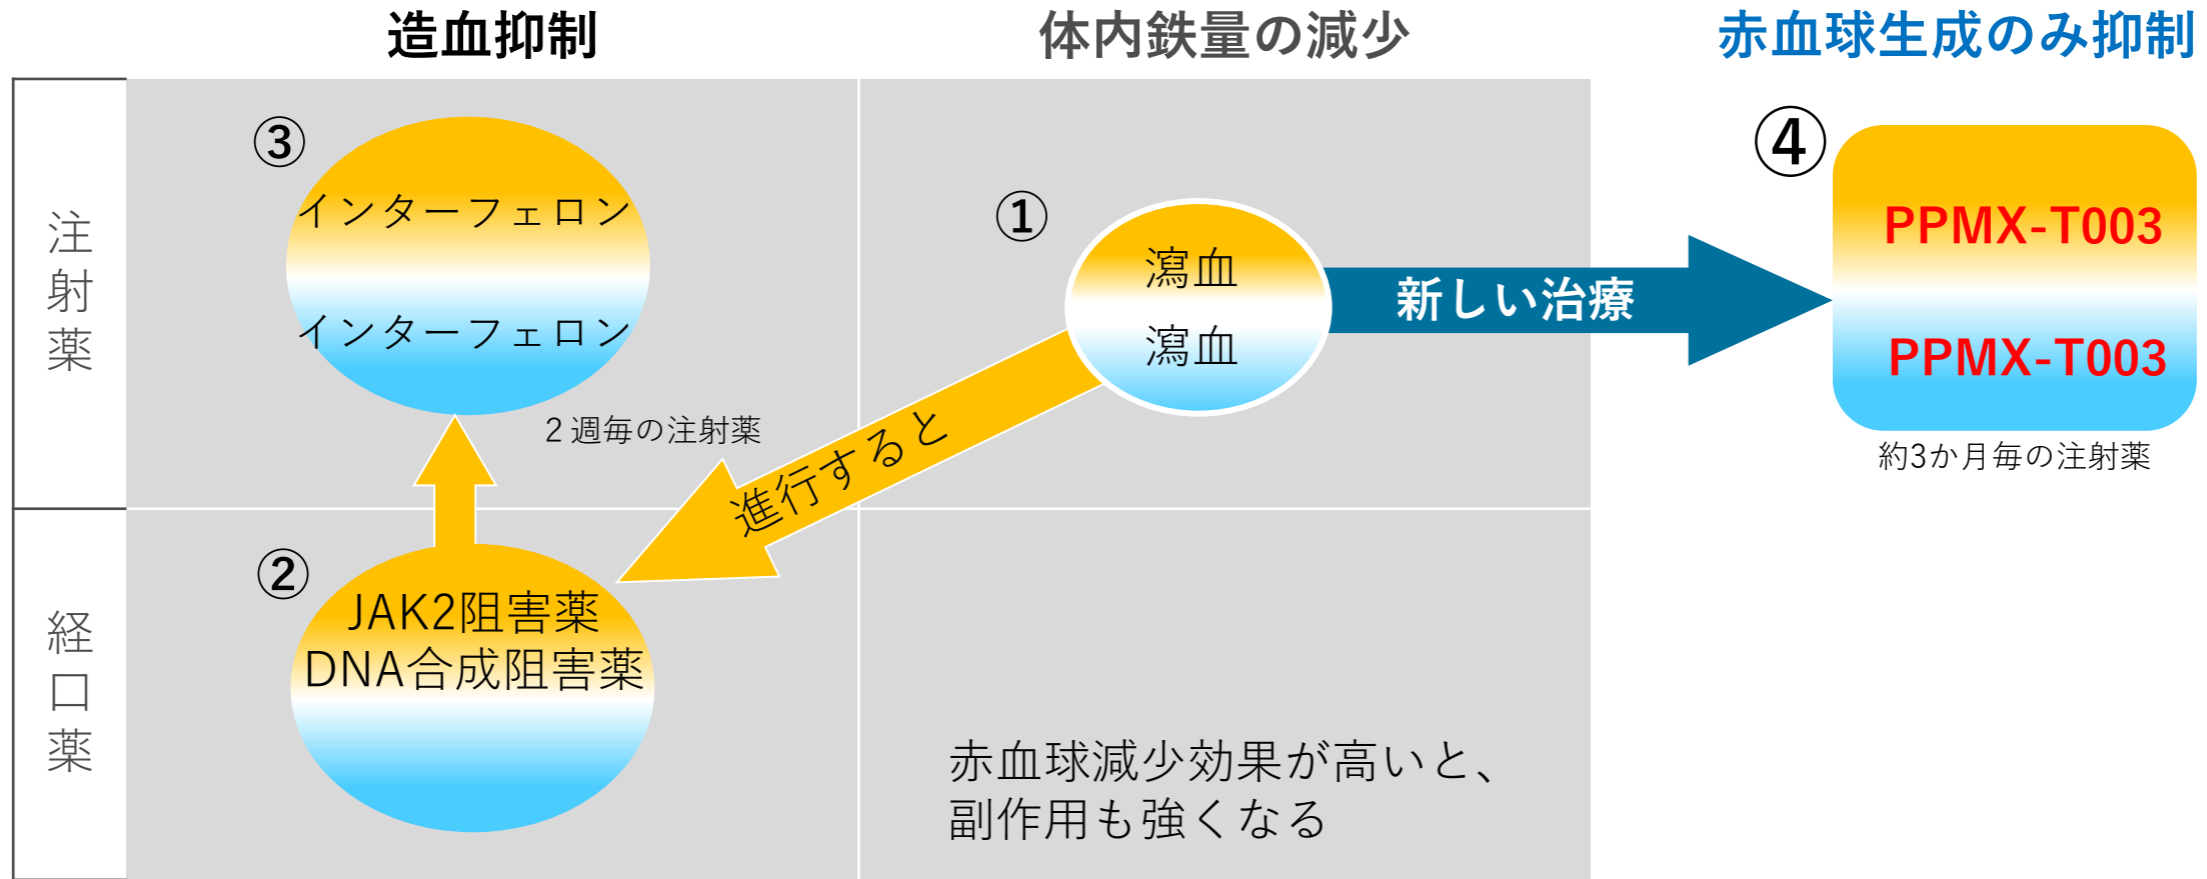 造血抑制
体内鉄量の減少
赤血球生成のみ抑制
注射薬
③
インターフェロン
インターフェロン
2週毎の注射薬
①
瀉血
瀉血
新しい治療
④
PPMX-T003
PPMX-T003
約3か月毎の注射薬
進行すると
経口薬
②
JAK2阻害薬
DNA合成阻害薬
赤血球減少効果が高いと、
副作用も強くなる